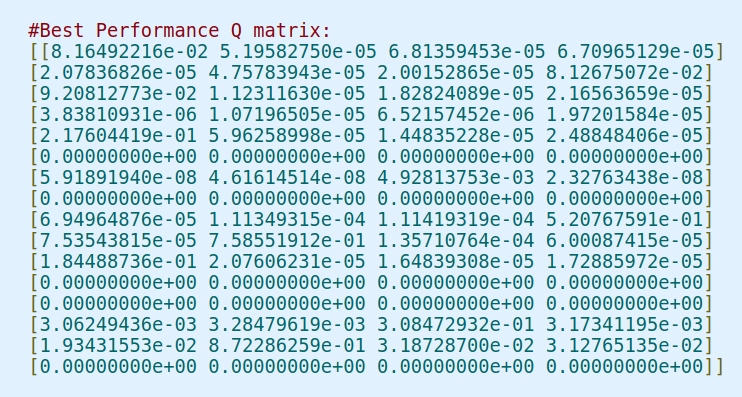 #Best Performance Q matrix:
[[8.16492216e-02 5.19582750e-05 6.81359453e-05 6.70965129e-05]
[2.07836826e-05 4.75783943e-05 2.00152865e-05 8.12675072e-02]
[9.20812773e-02 1.12311630e-05 1.82824089e-05 2.16563659e-05]
[3.83810931e-06 1.07196505e-05 6.52157452e-06 1.97201584e-05]
[2.17604419e-01 5.96258998e-05 1.44835228e-05 2.48848406e-05]
[0.00000000e+00 0.00000000e+00 0.00000000e+00 0.00000000e+00]
[5.91891940e-08 4.61614514e-08 4.92813753e-03 2.32763438e-08]
[0.00000000e+00 0.00000000e+00 0.00000000e+00 0.00000000e+00]
[6.94964876e-05 1.11349315e-04 1.11419319e-04 5.20767591e-01]
[7.53543815e-05 7.58551912e-01 1.35710764e-04 6.00087415e-05]
[1.84488736e-01 2.07606231e-05 1.64839308e-05 1.72885972e-05]
[0.00000000e+00 0.00000000e+00 0.00000000e+00 0.00000000e+00]
[0.00000000e+00 0.00000000e+00 0.00000000e+00 0.00000000e+00]
[3.06249436e-03 3.28479619e-03 3.08472932e-01 3.17341195e-03]
[1.93431553e-02 8.72286259e-01 3.18728700e-02 3.12765135e-02]
[0.00000000e+00 0.00000000e+00 0.00000000e+00 0.00000000e+00]]